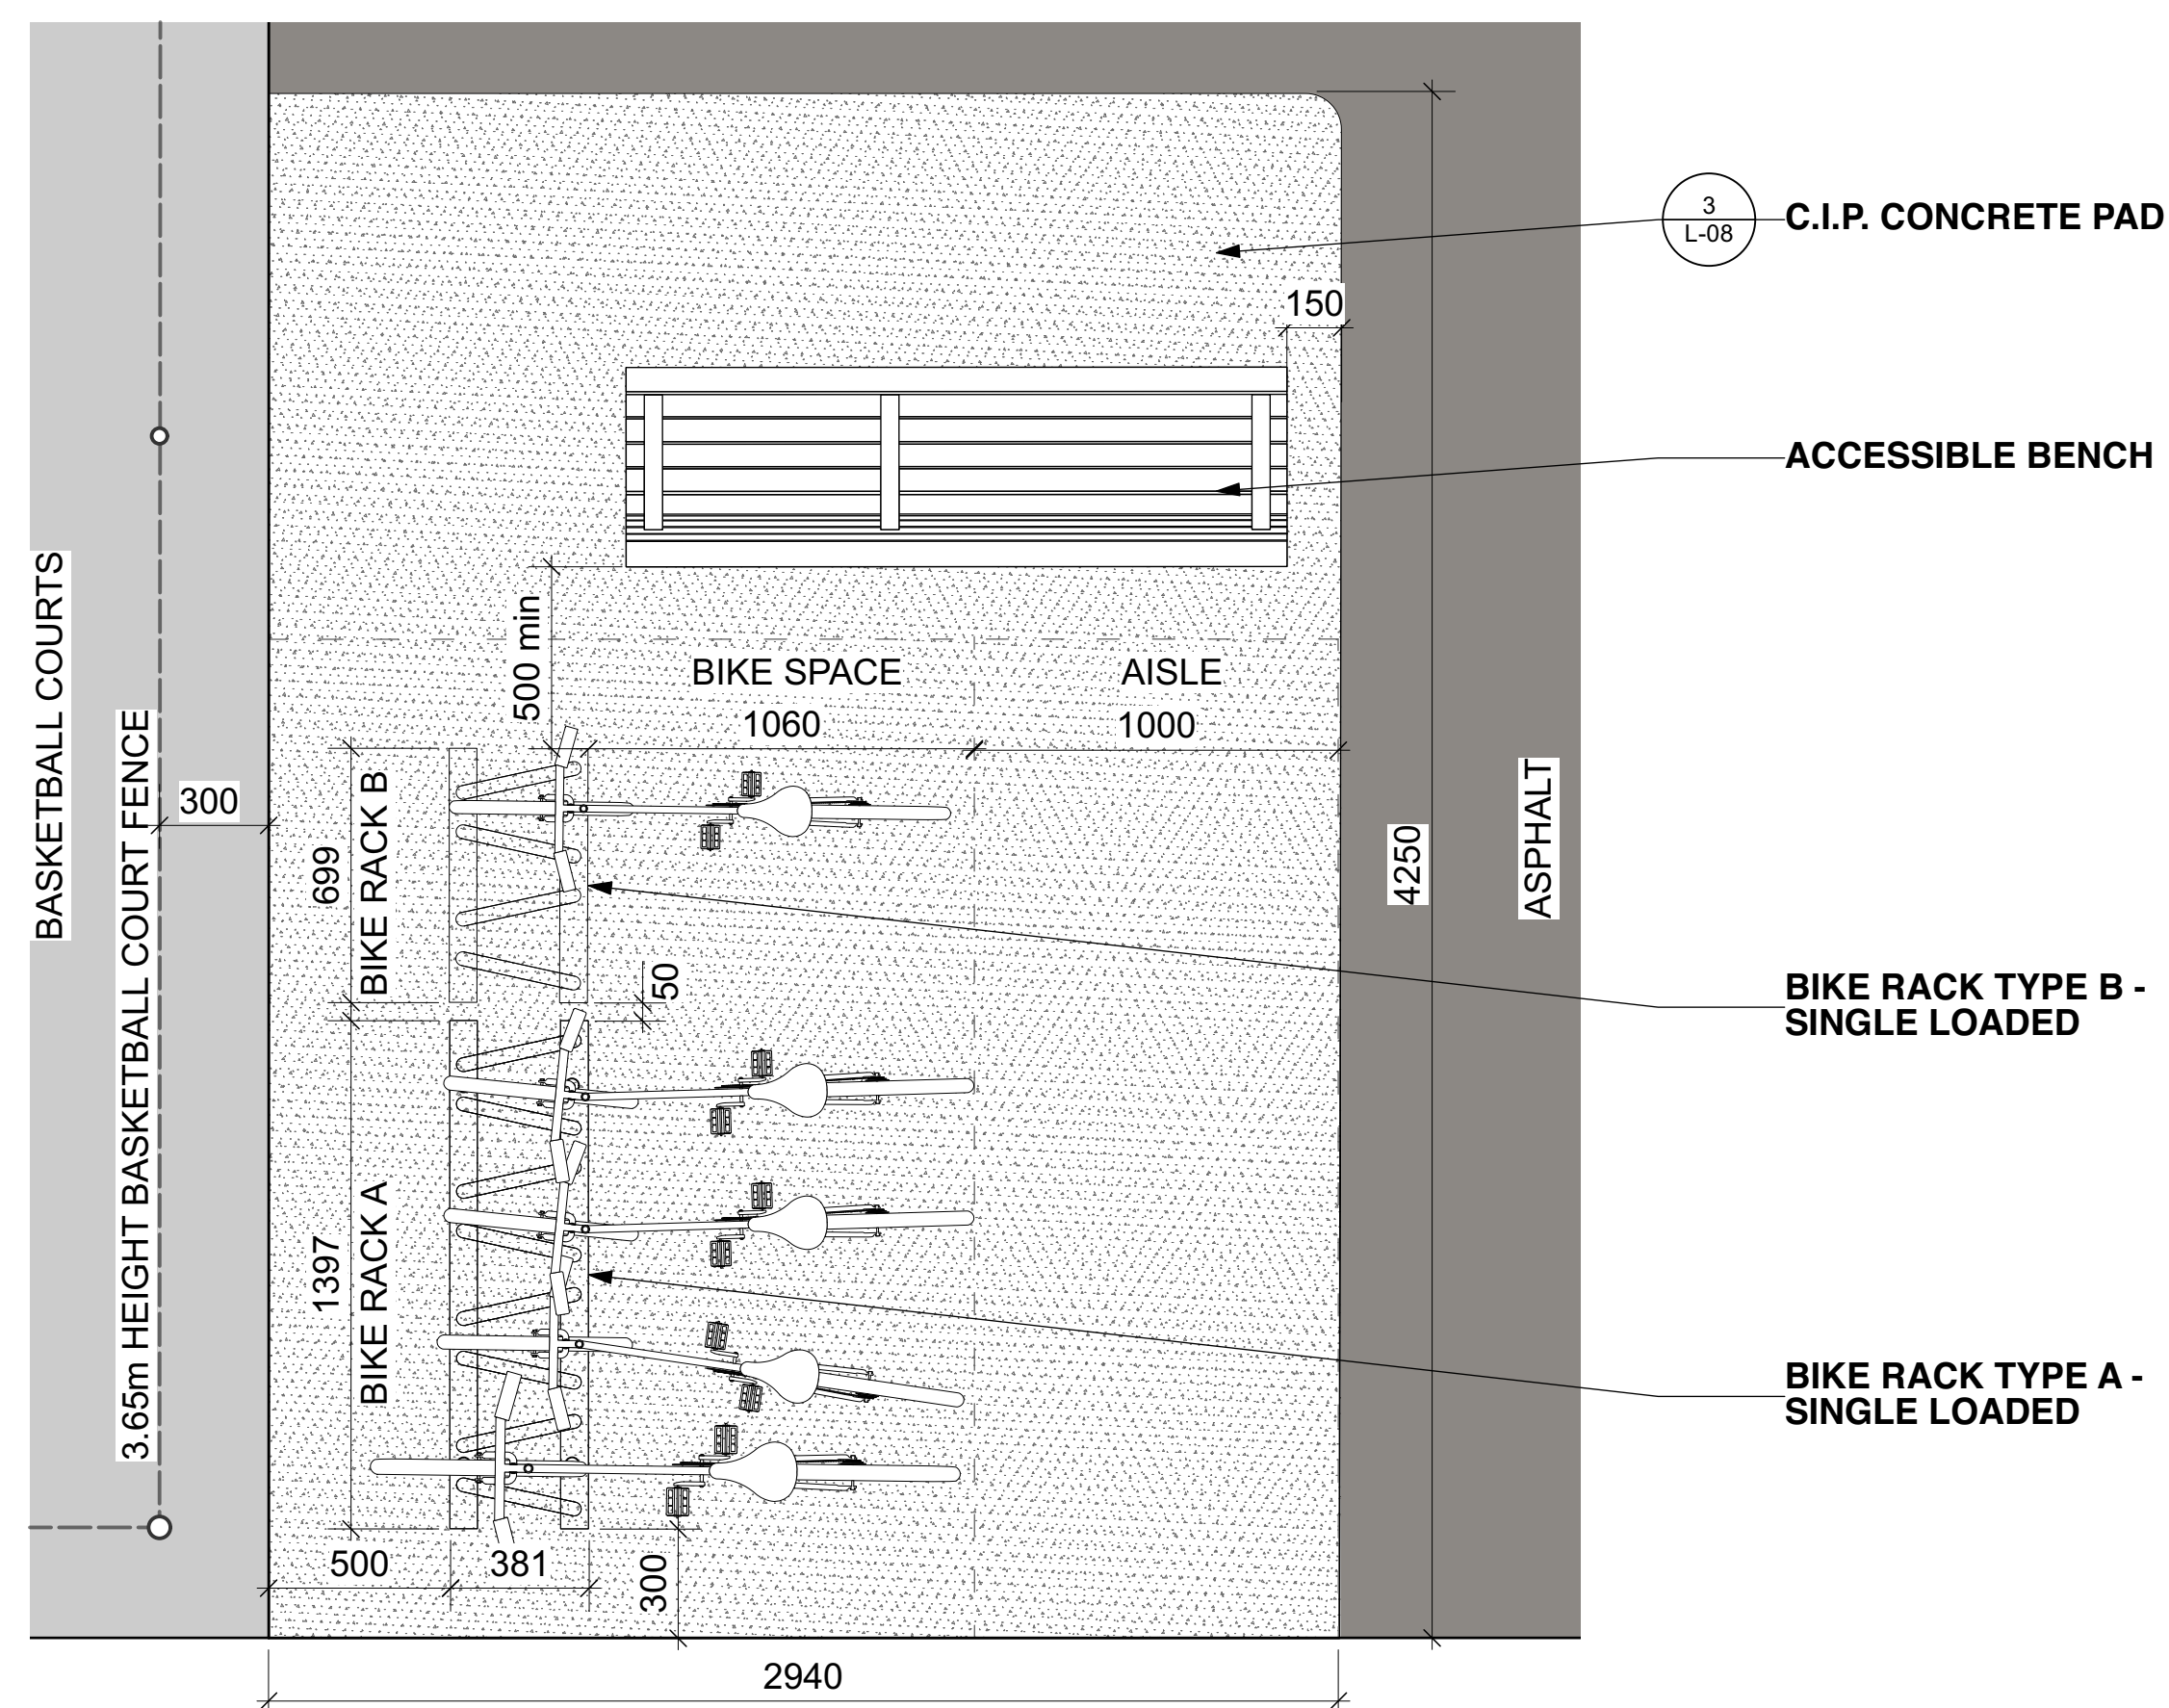 3
L-08
C.I.P. CONCRETE PAD
150
ACCESSIBLE BENCH
BASKETBALL COURTS
3.65m HEIGHT BASKETBALL COURT FENCE
300
500 min
BIKE SPACE
1060
AISLE
1000
699
BIKE RACK B
50
4250
ASPHALT
BIKE RACK TYPE B -
SINGLE LOADED
1397
BIKE RACK A
BIKE RACK TYPE A -
SINGLE LOADED
500
381
300
2940